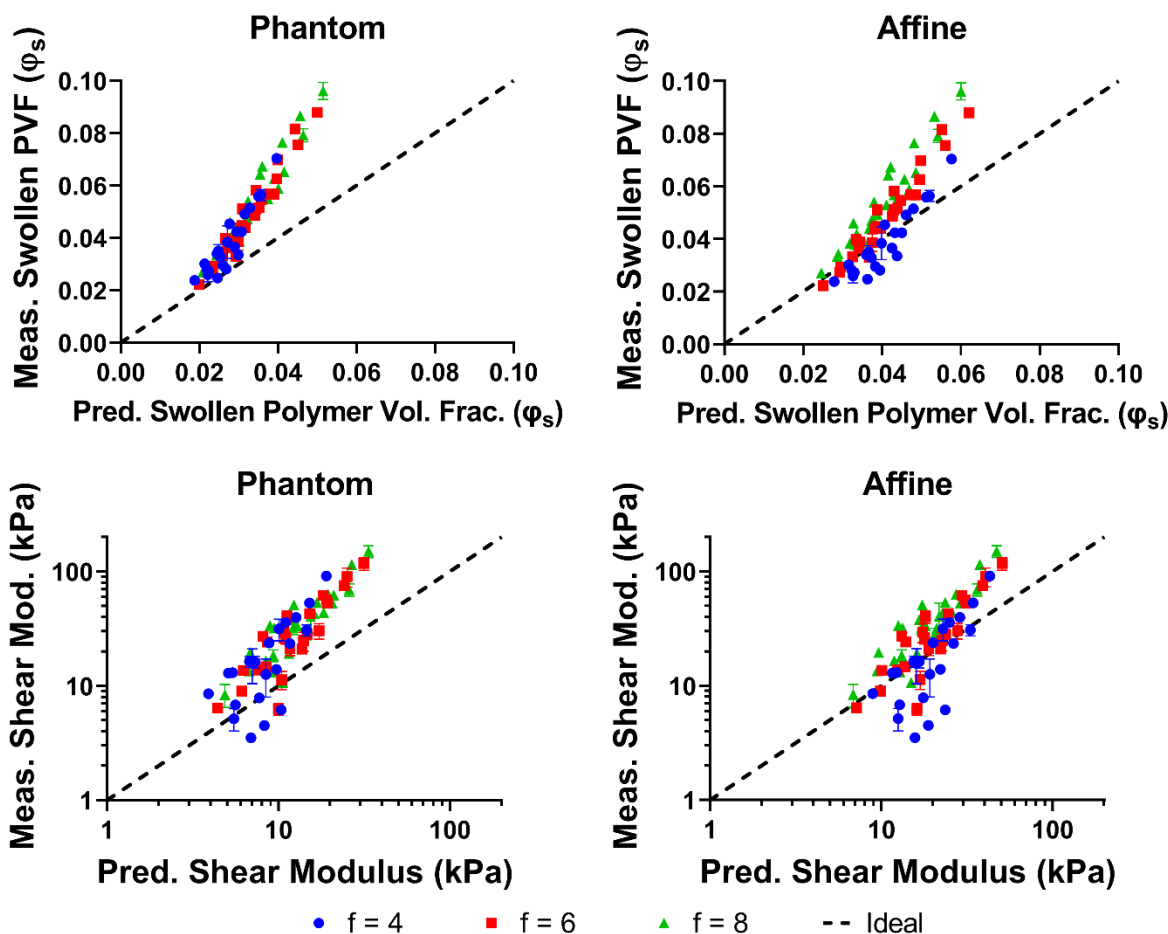 Phantom
Meas. Swollen PVF (φs)
0.10
0.08
0.06
0.04
0.02
0.00
0.00 0.02 0.04 0.06 0.08 0.10
Pred. Swollen Polymer Vol. Frac. (φs)
Affine
Meas. Swollen PVF (φs)
0.10
0.08
0.06
0.04
0.02
0.00
0.00 0.02 0.04 0.06 0.08 0.10
Pred. Swollen Polymer Vol. Frac. (φs)
Phantom
Meas. Shear Mod. (kPa)
100
10
1
1 10 100
Pred. Shear Modulus (kPa)
Affine
Meas. Shear Mod. (kPa)
100
10
1
1 10 100
Pred. Shear Modulus (kPa)
f = 4 f = 6 f = 8 Ideal